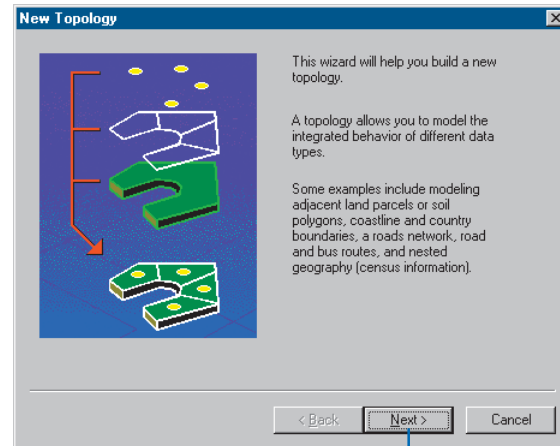 New Topology
This wizard will help you build a new
topology.
A topology allows you to model the
integrated behavior of different data
types.
Some examples include modeling
adjacent land parcels or soil
polygons, coastline and country
boundaries, a roads network, road
and bus routes, and nested
geography (census information).
< Back
Next >
Cancel